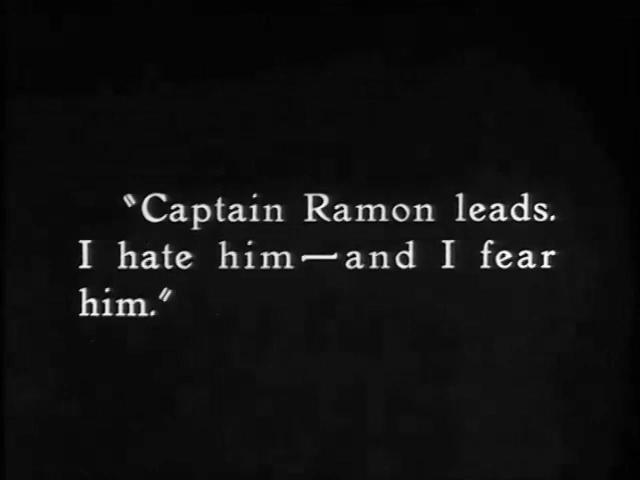 "Captain Ramon leads.
I hate him—and I fear
him."